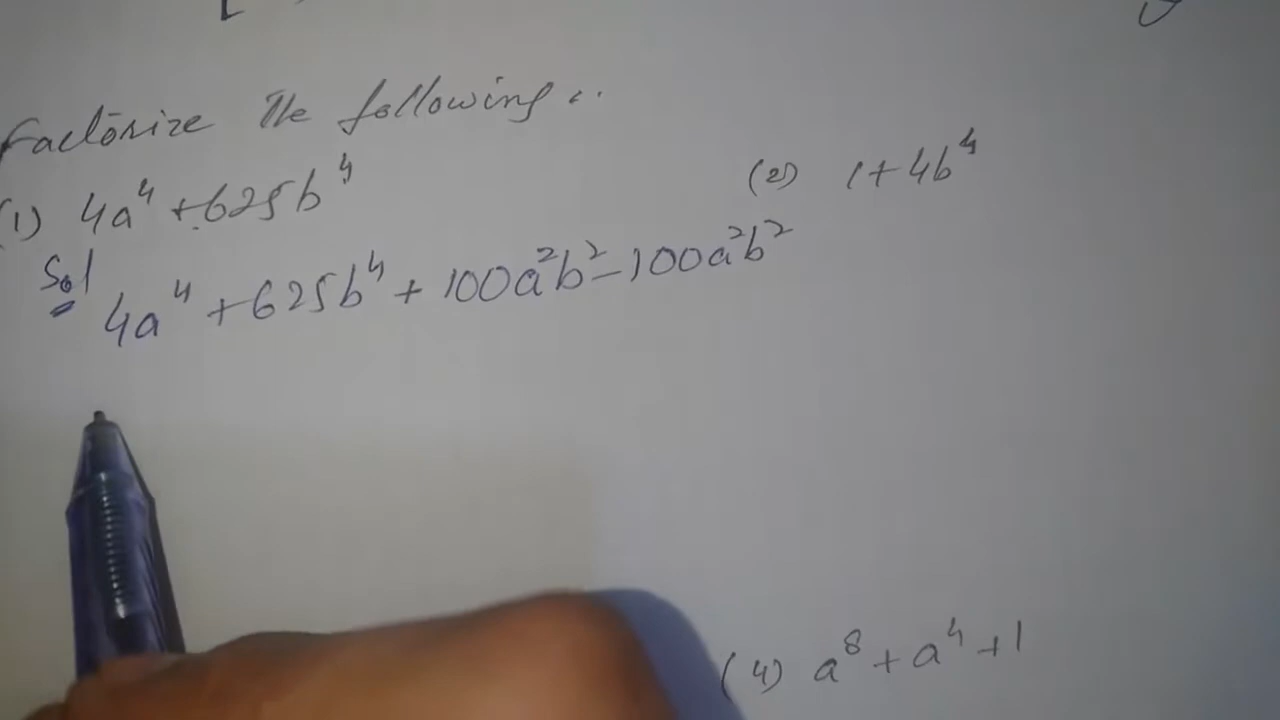 Factorize the following :.
(1) 4a⁴ + 625b⁴
(2) 1 + 4b⁴
Sol
4a⁴ + 625b⁴ + 100a²b² - 100a²b²
(4) a⁸ + a⁴ + 1